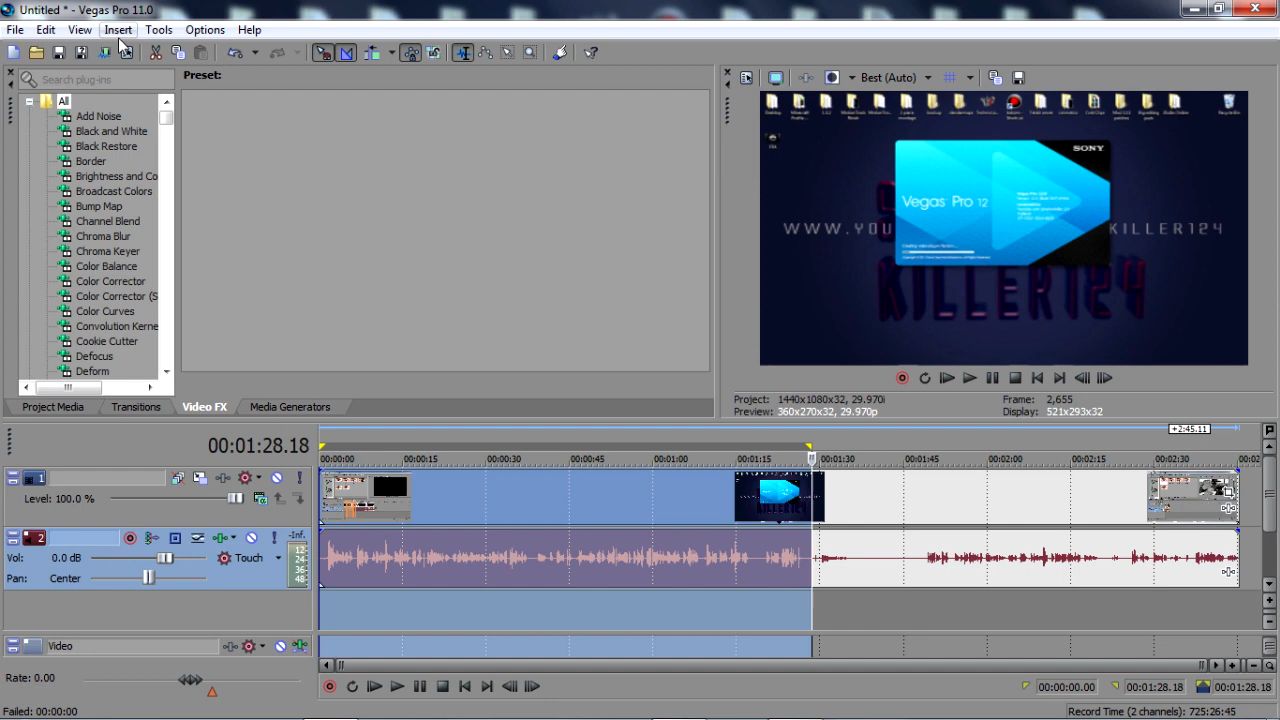 Untitled * - Vegas Pro 11.0
File Edit View Insert Tools Options Help
Search plug-ins
Preset:
Best (Auto)
All
Add Noise
Black and White
Black Restore
Border
Brightness and Co
Broadcast Colors
Bump Map
Channel Blend
Chroma Blur
Chroma Keyer
Color Balance
Color Corrector
Color Corrector (S
Color Curves
Convolution Kerne
Cookie Cutter
Defocus
Deform
SONY
Vegas Pro 12
WWW.YOU
KILLER124
KILLER124
Project Media Transitions Video FX Media Generators
Project: 1440x1080x32, 29.970i
Frame: 2,655
Preview: 360x270x32, 29.970p
Display: 521x293x32
+2:45.11
00:01:28.18
00:00:00 00:00:15 00:00:30 00:00:45 00:01:00 00:01:15 00:01:30 00:01:45 00:02:00 00:02:15 00:02:30 00:02
1
Level: 100.0 %
2
-Inf.
Vol: 0.0 dB
Touch
12
24
36
48
Pan: Center
Video
Rate: 0.00
00:00:00.00 00:01:28.18 00:01:28.18
Failed: 00:00:00
Record Time (2 channels): 725:26:45